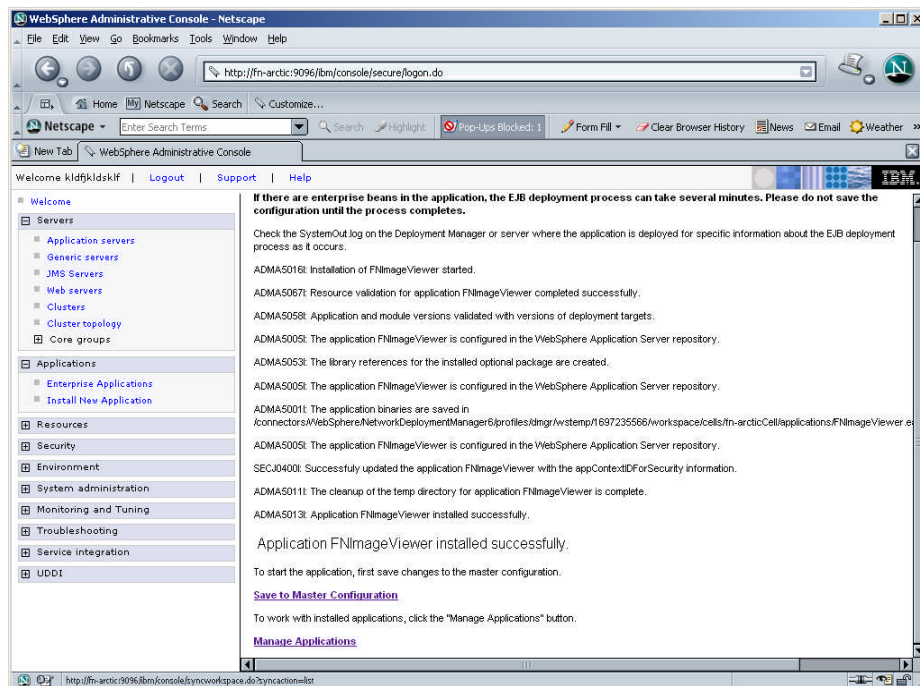 WebSphere Administrative Console - Netscape
File Edit View Go Bookmarks Tools Window Help
http://fn-arctic:9096/ibm/console/secure/logon.do
N
Home My Netscape Search Customize...
Netscape Enter Search Terms Search Highlight Pop-Ups Blocked: 1 Form Fill Clear Browser History News Email Weather »
New Tab WebSphere Administrative Console
Welcome kldfjkldsklf | Logout | Support | Help IBM.
Welcome
Servers
Application servers
Generic servers
JMS Servers
Web servers
Clusters
Cluster topology
Core groups
Applications
Enterprise Applications
Install New Application
Resources
Security
Environment
System administration
Monitoring and Tuning
Troubleshooting
Service integration
UDDI
If there are enterprise beans in the application, the EJB deployment process can take several minutes. Please do not save the
configuration until the process completes.
Check the SystemOut.log on the Deployment Manager or server where the application is deployed for specific information about the EJB deployment
process as it occurs.
ADMA5016I: Installation of FNImageViewer started.
ADMA5067I: Resource validation for application FNImageViewer completed successfully.
ADMA5058I: Application and module versions validated with versions of deployment targets.
ADMA5005I: The application FNImageViewer is configured in the WebSphere Application Server repository.
ADMA5053I: The library references for the installed optional package are created.
ADMA5005I: The application FNImageViewer is configured in the WebSphere Application Server repository.
ADMA5001I: The application binaries are saved in
/connectors/WebSphere/NetworkDeploymentManager6/profiles/dmgr/wstemp/1697235566/workspace/cells/fn-arcticCell/applications/FNImageViewer.ea
ADMA5005I: The application FNImageViewer is configured in the WebSphere Application Server repository.
SECJ0400I: Successfuly updated the application FNImageViewer with the appContextIDForSecurity information.
ADMA5011I: The cleanup of the temp directory for application FNImageViewer is complete.
ADMA5013I: Application FNImageViewer installed successfully.
Application FNImageViewer installed successfully.
To start the application, first save changes to the master configuration.
Save to Master Configuration
To work with installed applications, click the "Manage Applications" button.
Manage Applications
http://fn-arctic:9096/ibm/console/syncworkspace.do?syncaction=list